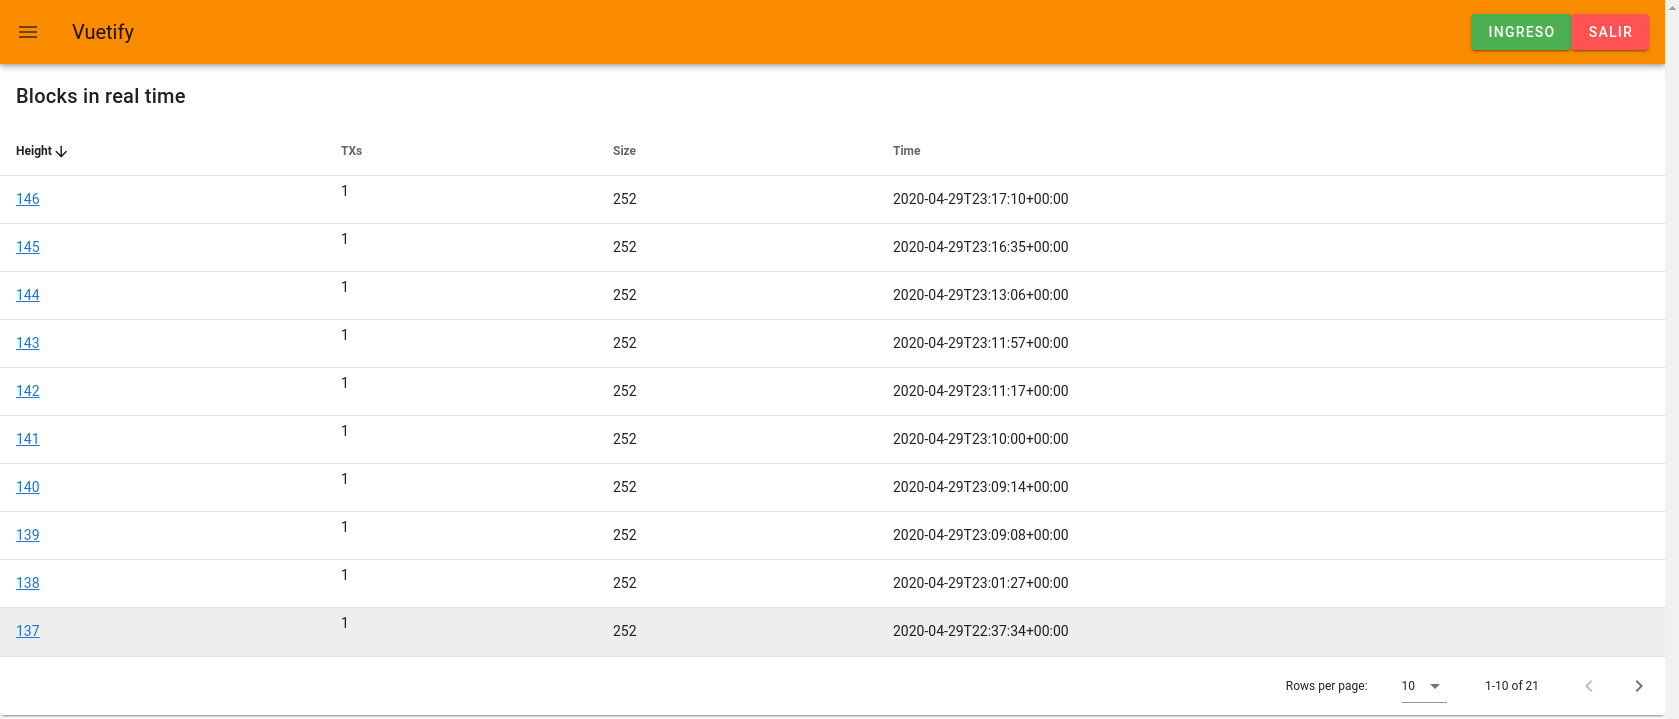 Vuetify INGRESO SALIR
Blocks in real time
Height TXs Size Time
146 1 252 2020-04-29T23:17:10+00:00
145 1 252 2020-04-29T23:16:35+00:00
144 1 252 2020-04-29T23:13:06+00:00
143 1 252 2020-04-29T23:11:57+00:00
142 1 252 2020-04-29T23:11:17+00:00
141 1 252 2020-04-29T23:10:00+00:00
140 1 252 2020-04-29T23:09:14+00:00
139 1 252 2020-04-29T23:09:08+00:00
138 1 252 2020-04-29T23:01:27+00:00
137 1 252 2020-04-29T22:37:34+00:00
Rows per page: 10 1-10 of 21